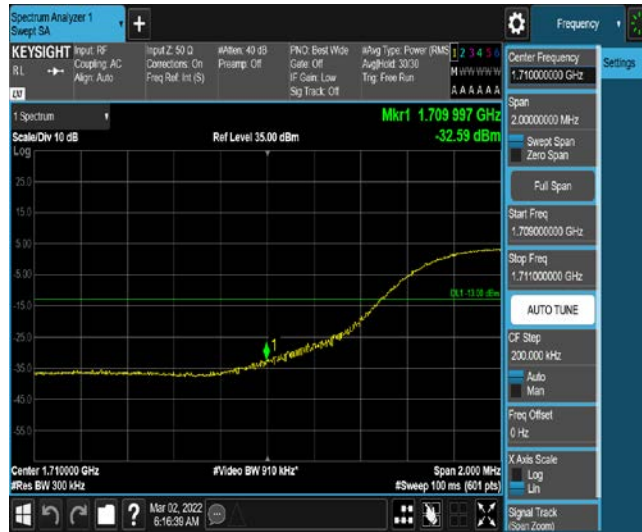 Spectrum Analyzer 1
Swept SA
+
Frequency
KEYSIGHT
RL
LXI
Input: RF
Coupling: AC
Align: Auto
Input Z: 50 Ω
Corrections: On
Freq Ref: Int (S)
#Atten: 40 dB
Preamp: Off
PNO: Best Wide
Gate: Off
IF Gain: Low
Sig Track: Off
#Avg Type: Power (RMS
Avg|Hold: 30/30
Trig: Free Run
1 2 3 4 5 6
M W W W W W
A A A A A A
Center Frequency
1.710000000 GHz
Settings
1 Spectrum
Scale/Div 10 dB
Log
Ref Level 35.00 dBm
Mkr1 1.709 997 GHz
-32.59 dBm
25.0
15.0
5.00
-5.00
-15.0
-25.0
-35.0
-45.0
-55.0
DL1 -13.00 dBm
1
Center 1.710000 GHz
#Res BW 300 kHz
#Video BW 910 kHz*
Span 2.000 MHz
#Sweep 100 ms (601 pts)
Span
2.00000000 MHz
Swept Span
Zero Span
Full Span
Start Freq
1.709000000 GHz
Stop Freq
1.711000000 GHz
AUTO TUNE
CF Step
200.000 kHz
Auto
Man
Freq Offset
0 Hz
X Axis Scale
Log
Lin
Signal Track
(Span Zoom)
?
Mar 02, 2022
6:16:39 AM